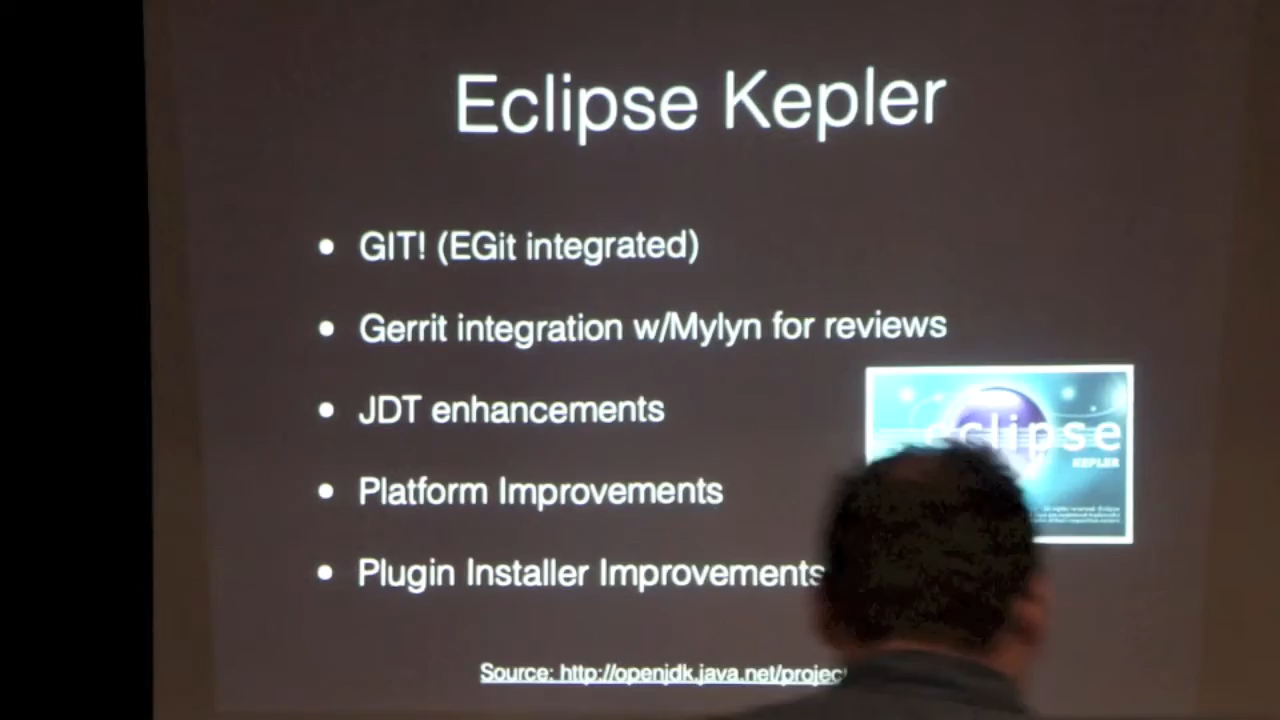 Eclipse Kepler
• GIT! (EGit integrated)
• Gerrit integration w/Mylyn for reviews
• JDT enhancements
• Platform Improvements
• Plugin Installer Improvements
eclipse
KEPLER
Source: http://openjdk.java.net/projec